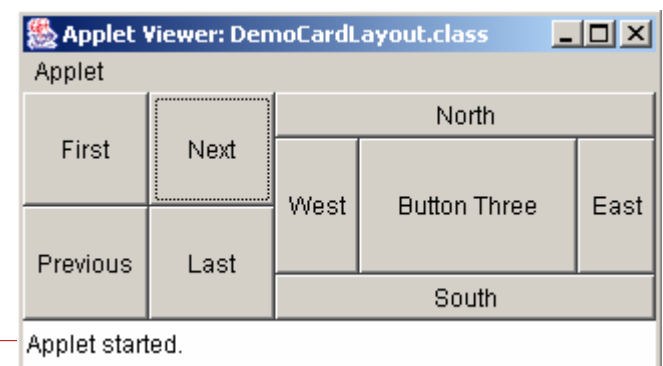 Applet Viewer: DemoCardLayout.class
Applet
First
Next
Previous
Last
North
West
Button Three
East
South
Applet started.